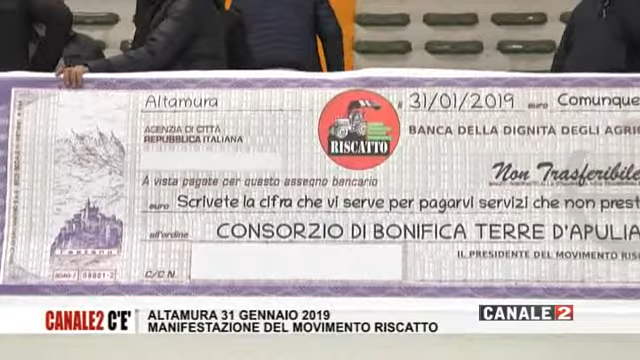 Altamura
31/01/2019 euro Comunque
AGENZIA DI CITTÀ
REPUBBLICA ITALIANA
RISCATTO
BANCA DELLA DIGNITA DEGLI AGRI
Non Trasferibile
A vista pagate per questo assegno bancario
euro Scrivete la cifra che vi serve per pagarvi servizi che non prest
all'ordine CONSORZIO DI BONIFICA TERRE D'APULIA
IL PRESIDENTE DEL MOVIMENTO RISC
C/C N.
CANALE2 C'E'
ALTAMURA 31 GENNAIO 2019
MANIFESTAZIONE DEL MOVIMENTO RISCATTO
CANALE 2